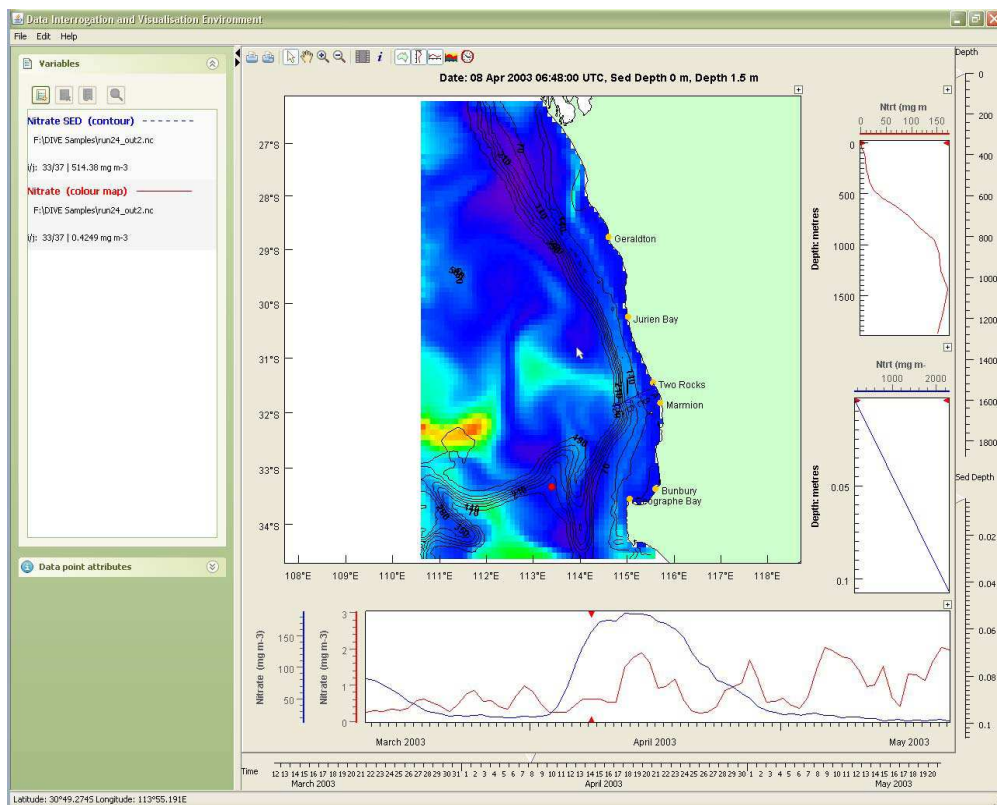 Data Interrogation and Visualisation Environment
File Edit Help
Variables
Nitrate SED (contour)
F:\DIVE Samples\run24_out2.nc
i/j: 33/37 | 514.38 mg m-3
Nitrate (colour map)
F:\DIVE Samples\run24_out2.nc
i/j: 33/37 | 0.4249 mg m-3
Data point attributes
Date: 08 Apr 2003 06:48:00 UTC, Sed Depth 0 m, Depth 1.5 m
27°S
28°S
29°S
30°S
31°S
32°S
33°S
34°S
Geraldton
Jurien Bay
Two Rocks
Marmion
Bunbury
108°E 109°E 110°E 111°E 112°E 113°E 114°E 115°E 116°E 117°E 118°E
Ntrt (mg m
0 50 100 150
Depth: metres
0
500
1000
1500
Ntrt (mg m-
1000 2000
Depth: metres
0.05
0.1
Depth
0
100
200
300
400
500
600
700
800
900
1000
1200
1400
1600
1800
Sed Depth
0
0.02
0.04
0.06
0.08
0.1
Nitrate (mg m-3)
150
100
50
Nitrate (mg m-3)
3
2
1
0
March 2003 April 2003 May 2003
Time
12 13 14 15 16 17 18 19 20 21 22 23 24 25 26 27 28 29 30 31 1 2 3 4 5 6 7 8 9 10 11 12 13 14 15 16 17 18 19 20 21 22 23 24 25 26 27 28 29 30 1 2 3 4 5 6 7 8 9 10 11 12 13 14 15 16 17 18 19 20
March 2003 April 2003 May 2003
Latitude: 30°49.274S Longitude: 113°55.191E